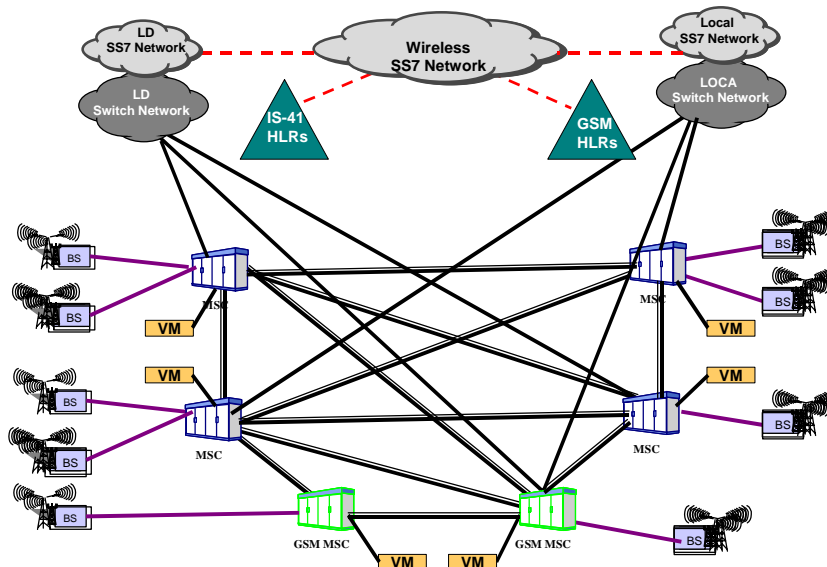 LD
SS7 Network
Wireless
SS7 Network
Local
SS7 Network
LD
Switch Network
LOCA
Switch Network
IS-41
HLRs
GSM
HLRs
BS
BS
BS
BS
MSC
MSC
VM
VM
VM
VM
BS
BS
BS
MSC
MSC
BS
GSM MSC
GSM MSC
BS
VM
VM